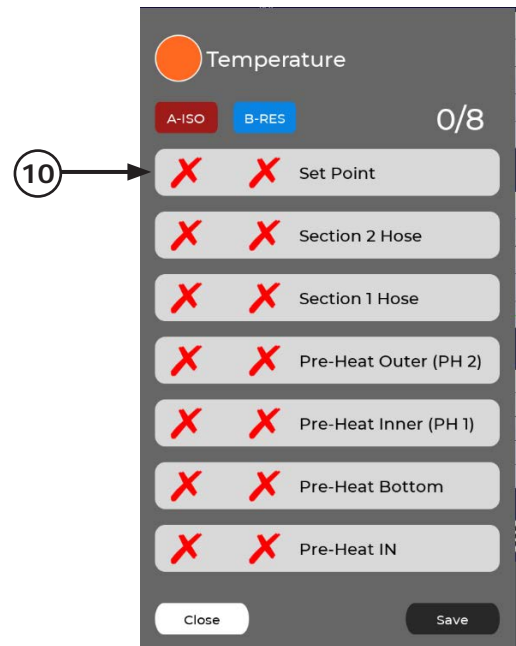 Temperature
A-ISO B-RES 0/8
10 Set Point
Section 2 Hose
Section 1 Hose
Pre-Heat Outer (PH 2)
Pre-Heat Inner (PH 1)
Pre-Heat Bottom
Pre-Heat IN
Close Save